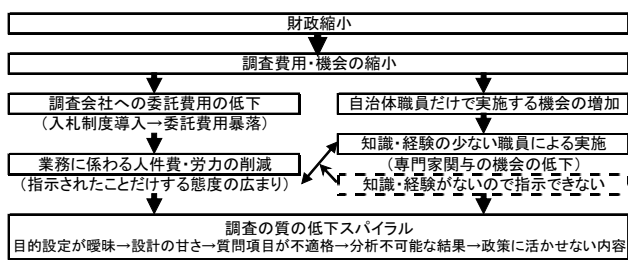 財政縮小
調査費用・機会の縮小
調査会社への委託費用の低下
(入札制度導入→委託費用暴落)
業務に係わる人件費・労力の削減
(指示されたことだけする態度の広まり)
自治体職員だけで実施する機会の増加
知識・経験の少ない職員による実施
(専門家関与の機会の低下)
知識・経験がないので指示できない
調査の質の低下スパイラル
目的設定が曖昧→設計の甘さ→質問項目が不適格→分析不可能な結果→政策に活かせない内容